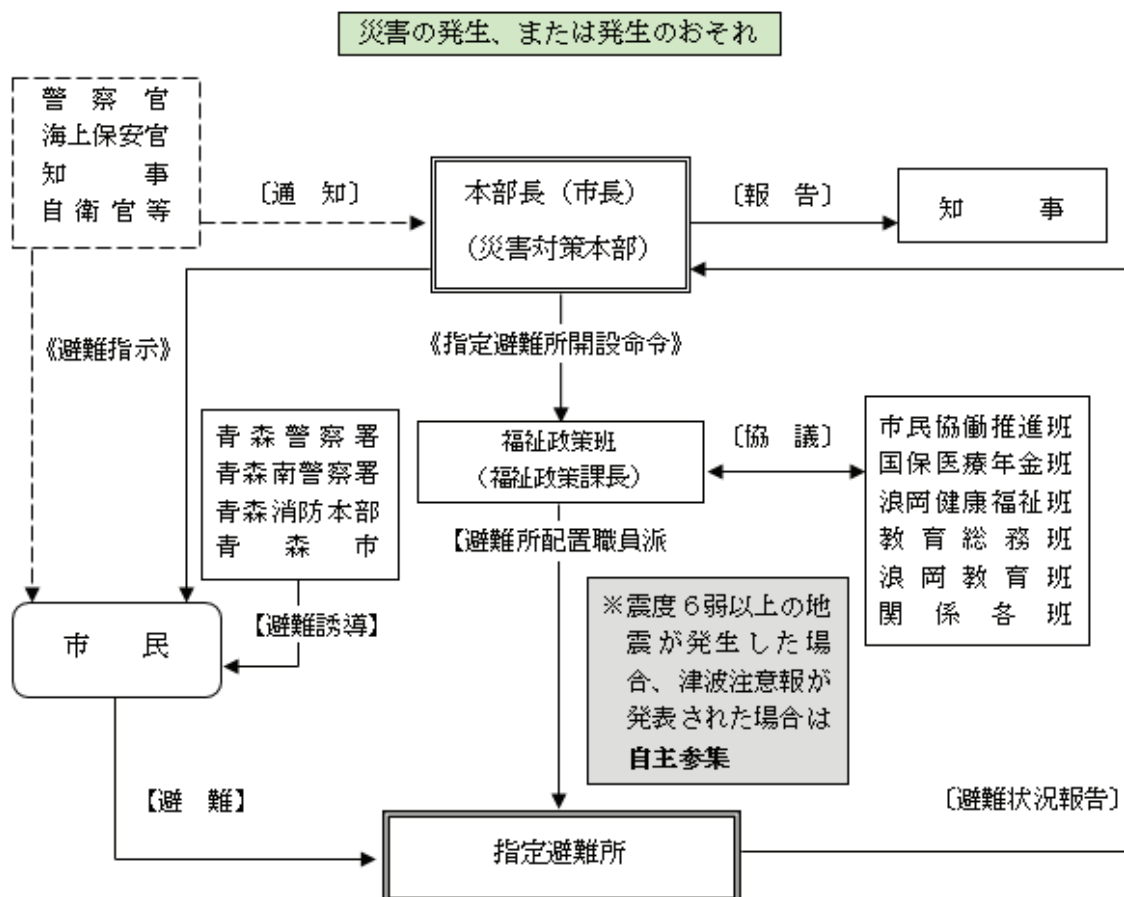 災害の発生、または発生のおそれ
警察官
海上保安官
知事
自衛官等
〔通　知〕
本部長（市長）
（災害対策本部）
〔報　告〕
知　事
《避難指示》
《指定避難所開設命令》
青森警察署
青森南警察署
青森消防本部
青森市
福祉政策班
（福祉政策課長）
〔協　議〕
市民協働推進班
国保医療年金班
浪岡健康福祉班
教育総務班
浪岡教育班
関係各班
【避難所配置職員派
【避難誘導】
市　民
※震度６弱以上の地
震が発生した場
合、津波注意報が
発表された場合は
自主参集
【避　難】
〔避難状況報告〕
指定避難所